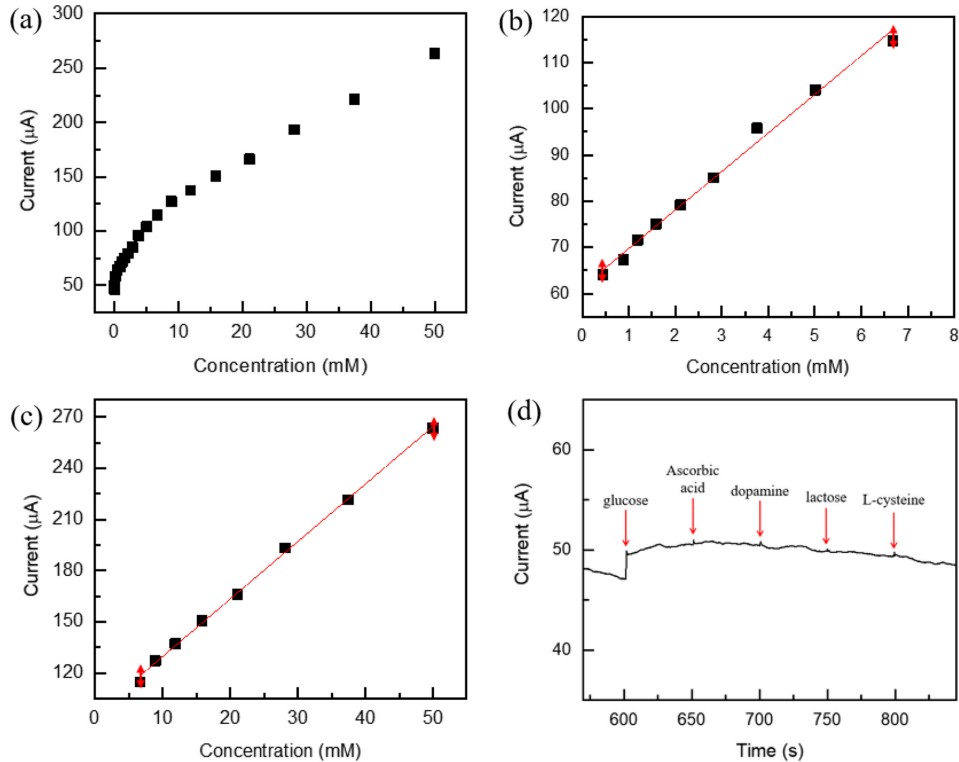 (a)
300
250
200
150
100
50
Current (μA)
0 10 20 30 40 50
Concentration (mM)
(b)
120
110
100
90
80
70
60
Current (μA)
0 1 2 3 4 5 6 7 8
Concentration (mM)
(c)
270
240
210
180
150
120
Current (μA)
0 10 20 30 40 50
Concentration (mM)
(d)
60
50
40
Current (μA)
glucose
Ascorbic
acid
dopamine
lactose
L-cysteine
600 650 700 750 800
Time (s)